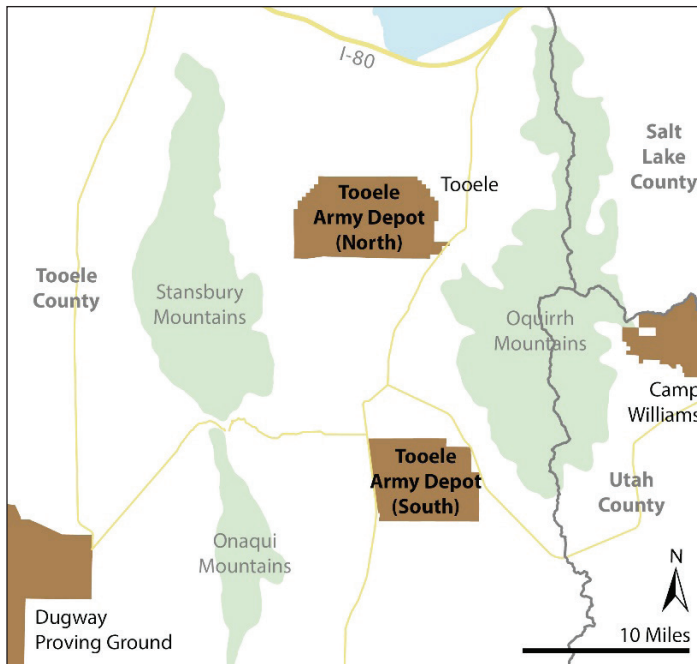 I-80
Salt
Lake
County
Tooele
Tooele
Army Depot
(North)
Tooele
County
Stansbury
Mountains
Oquirrh
Mountains
Camp
Williams
Tooele
Army Depot
(South)
Utah
County
Onaqui
Mountains
N
Dugway
Proving Ground
10 Miles